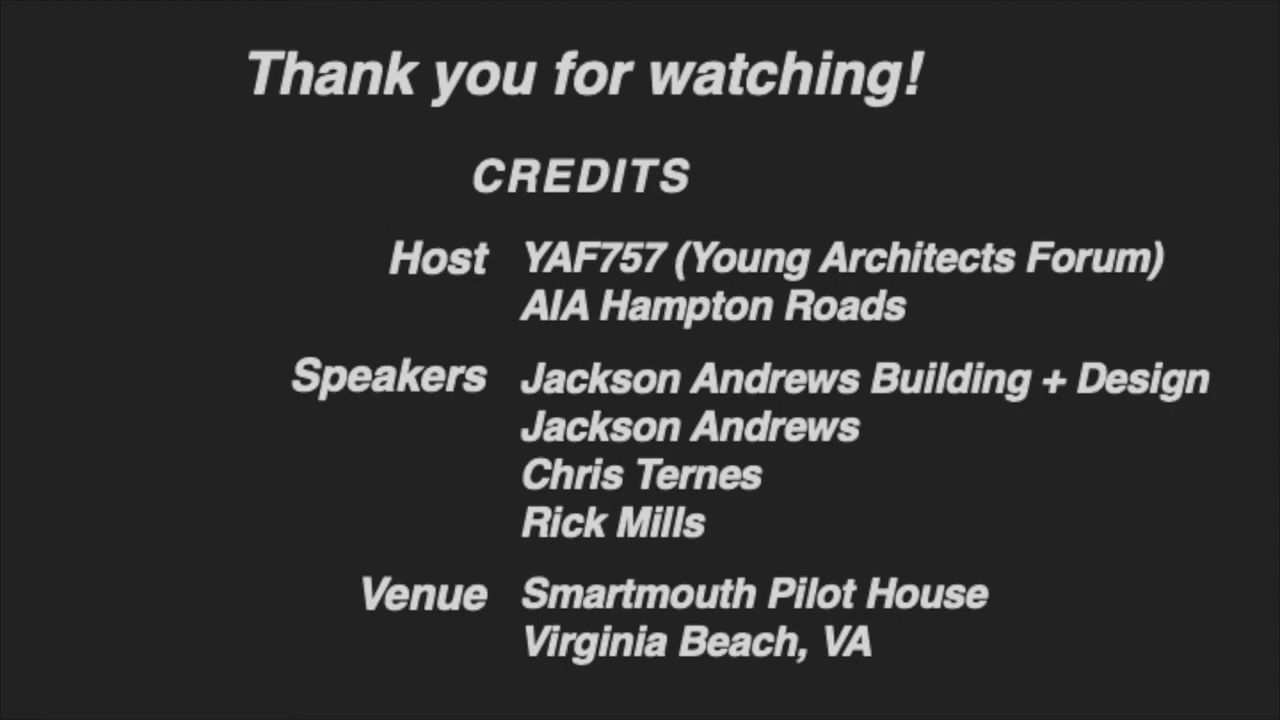 Thank you for watching!
CREDITS
Host YAF757 (Young Architects Forum)
AIA Hampton Roads
Speakers Jackson Andrews Building + Design
Jackson Andrews
Chris Ternes
Rick Mills
Venue Smartmouth Pilot House
Virginia Beach, VA